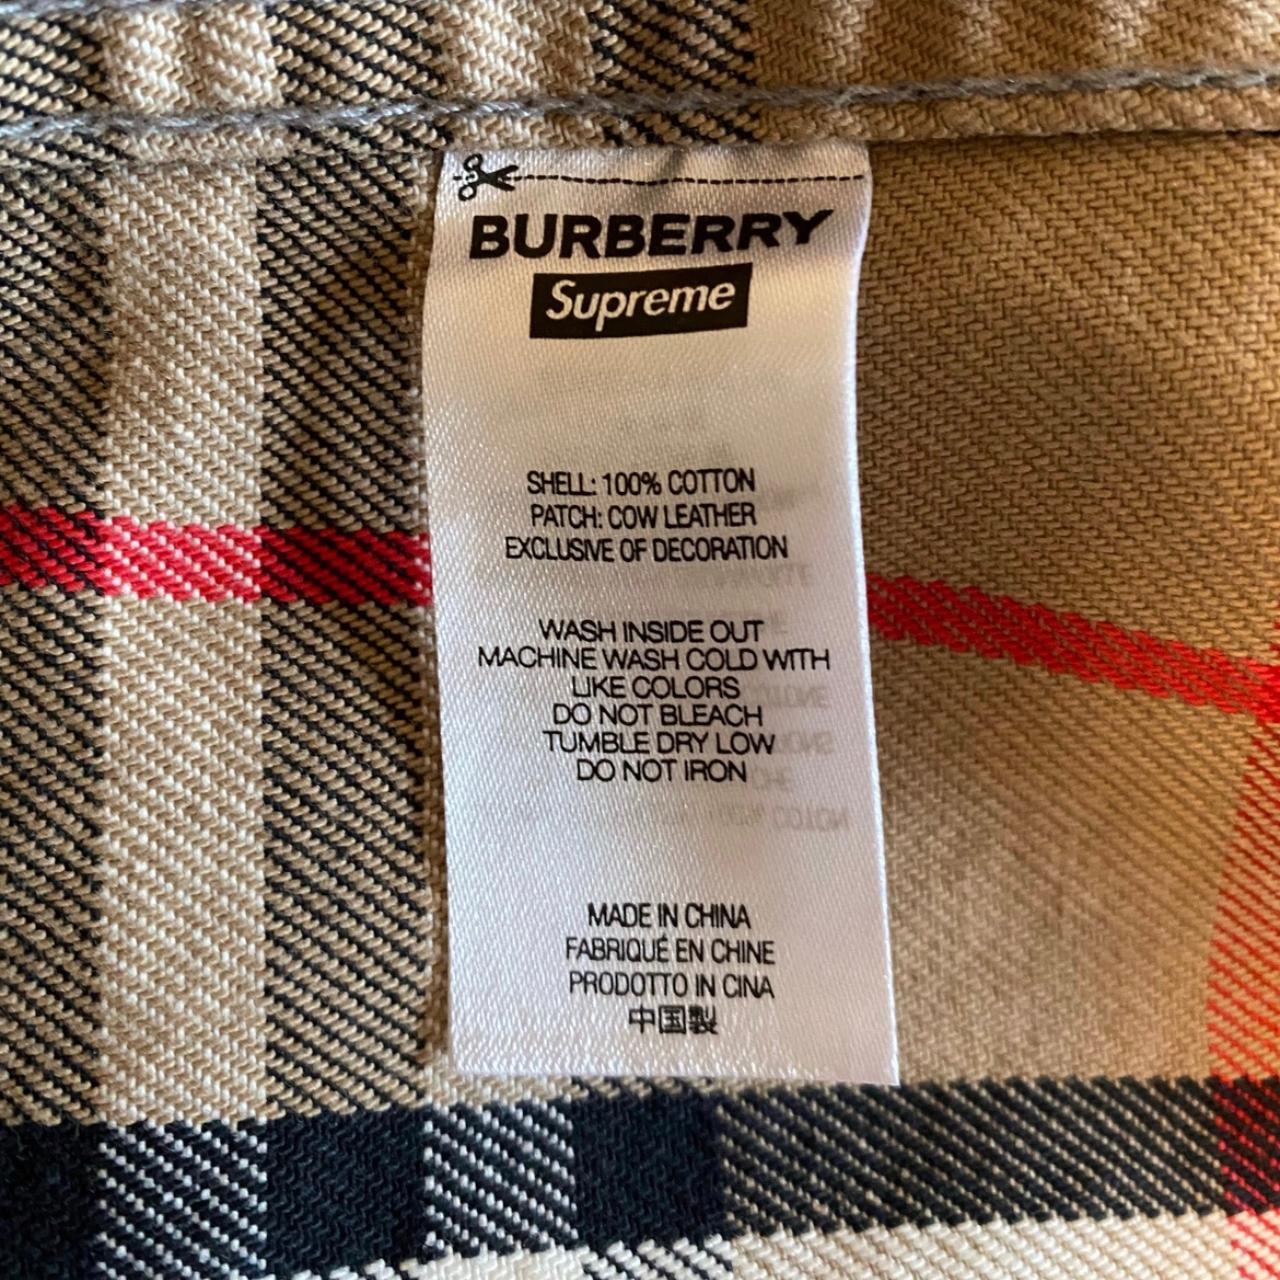 BURBERRY
Supreme
SHELL: 100% COTTON
PATCH: COW LEATHER
EXCLUSIVE OF DECORATION
WASH INSIDE OUT
MACHINE WASH COLD WITH
LIKE COLORS
DO NOT BLEACH
TUMBLE DRY LOW
DO NOT IRON
MADE IN CHINA
FABRIQUÉ EN CHINE
PRODOTTO IN CINA
中国製